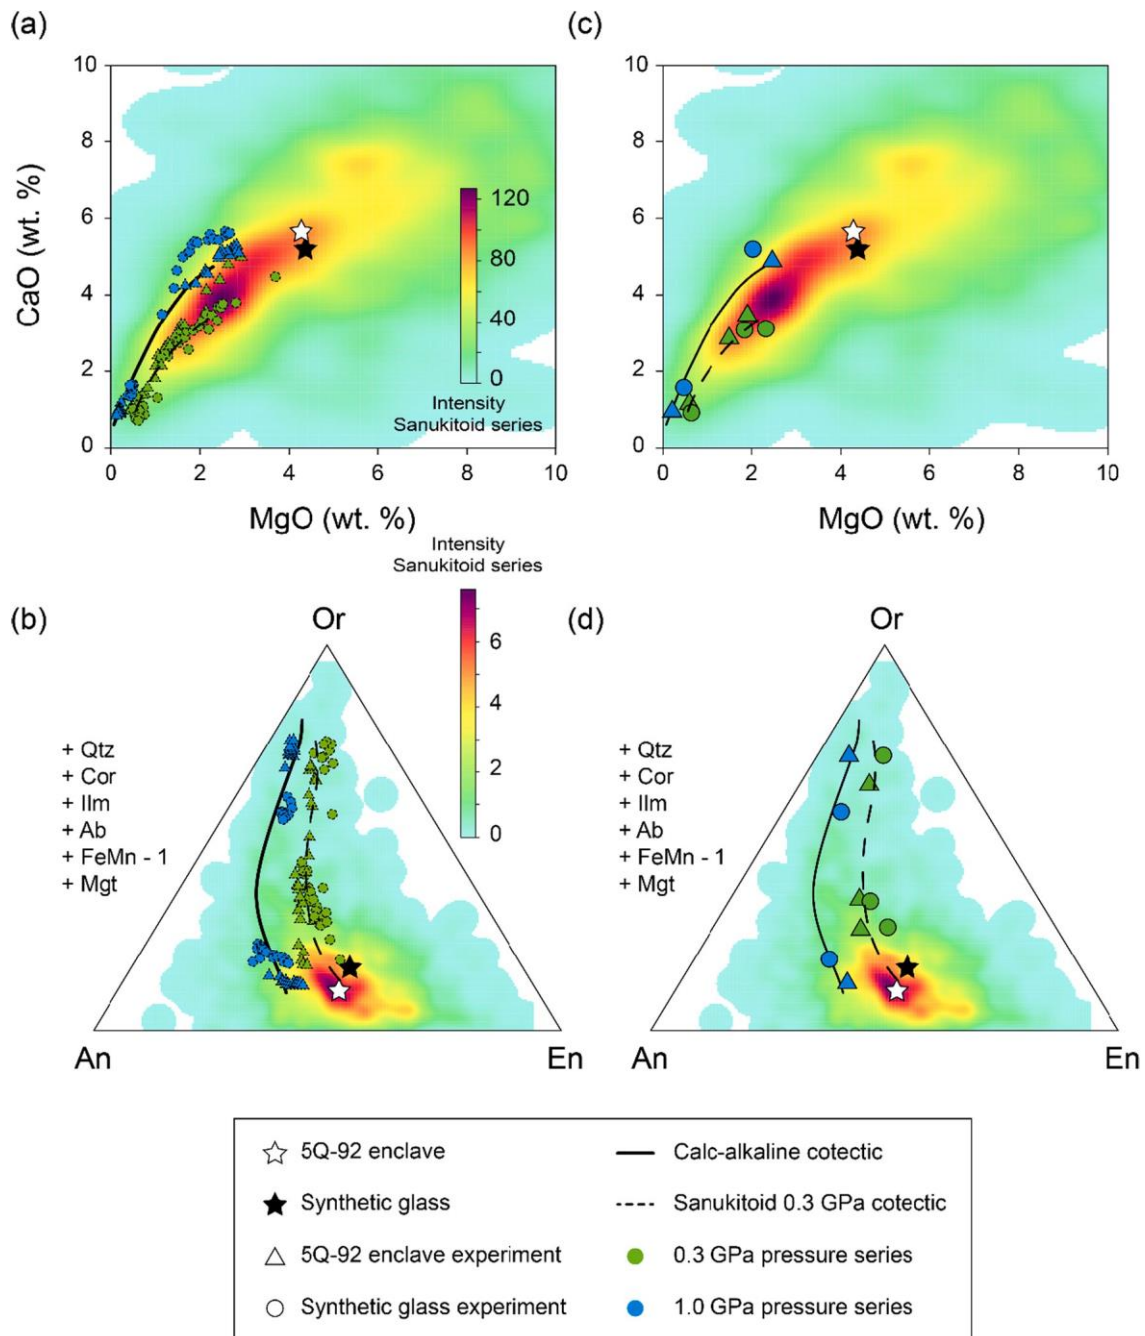 (a)
(c)
10
8
6
4
2
0
CaO (wt. %)
120
80
40
0
Intensity
Sanukitoid series
0 2 4 6 8 10
MgO (wt. %)
10
8
6
4
2
0
0 2 4 6 8 10
MgO (wt. %)
Intensity
Sanukitoid series
6
4
2
0
(b)
Or
+ Qtz
+ Cor
+ Ilm
+ Ab
+ FeMn - 1
+ Mgt
An
En
(d)
Or
+ Qtz
+ Cor
+ Ilm
+ Ab
+ FeMn - 1
+ Mgt
An
En
5Q-92 enclave
Synthetic glass
5Q-92 enclave experiment
Synthetic glass experiment
Calc-alkaline cotectic
Sanukitoid 0.3 GPa cotectic
0.3 GPa pressure series
1.0 GPa pressure series